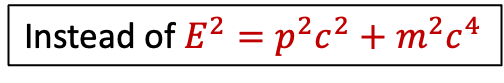 Instead of E² = p²c² + m²c⁴